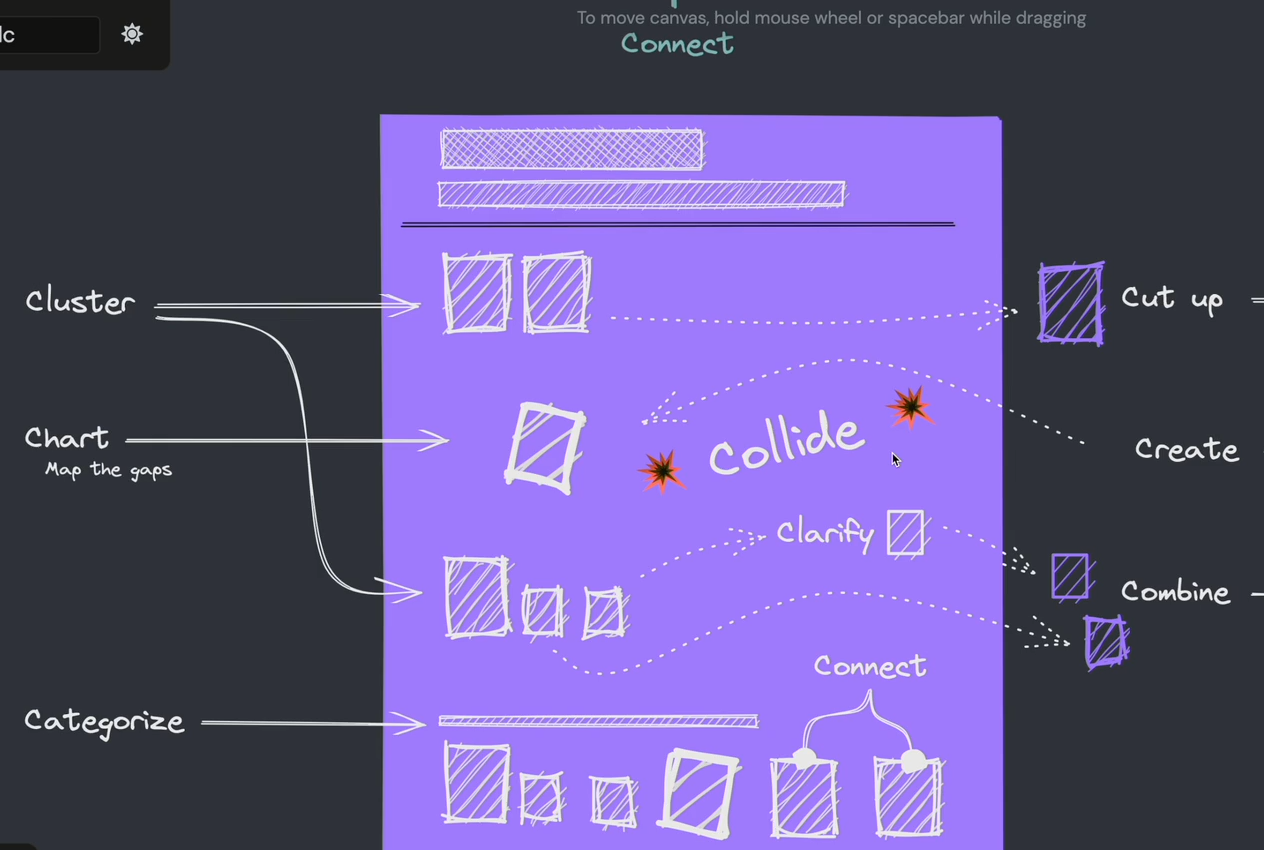 lc
To move canvas, hold mouse wheel or spacebar while dragging
Connect
Cluster
Cut up
Chart
Map the gaps
Collide
Create
Clarify
Combine
Connect
Categorize